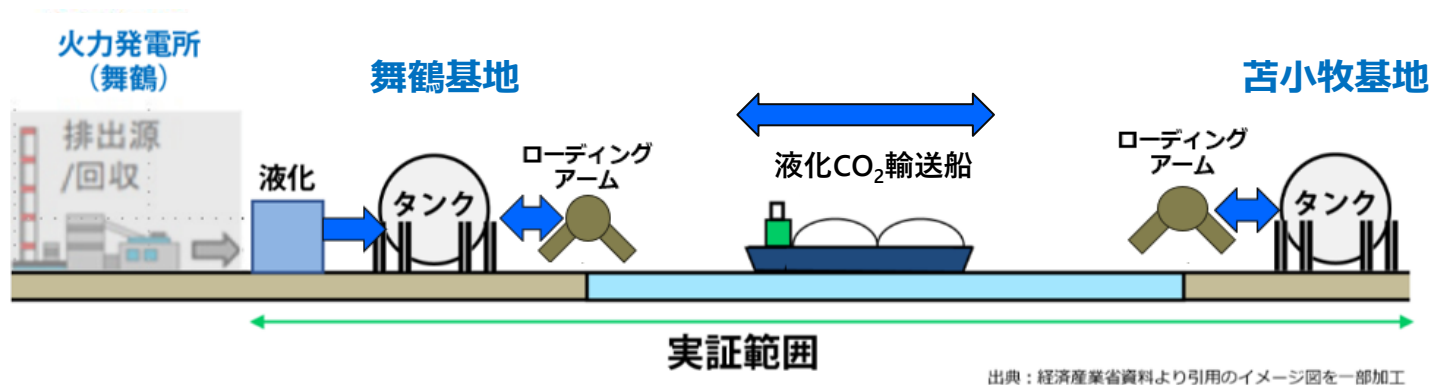 火力発電所
（舞鶴）
舞鶴基地
苫小牧基地
排出源
/回収
液化
タンク
ローディング
アーム
液化CO₂輸送船
ローディング
アーム
タンク
実証範囲
出典：経済産業省資料より引用のイメージ図を一部加工